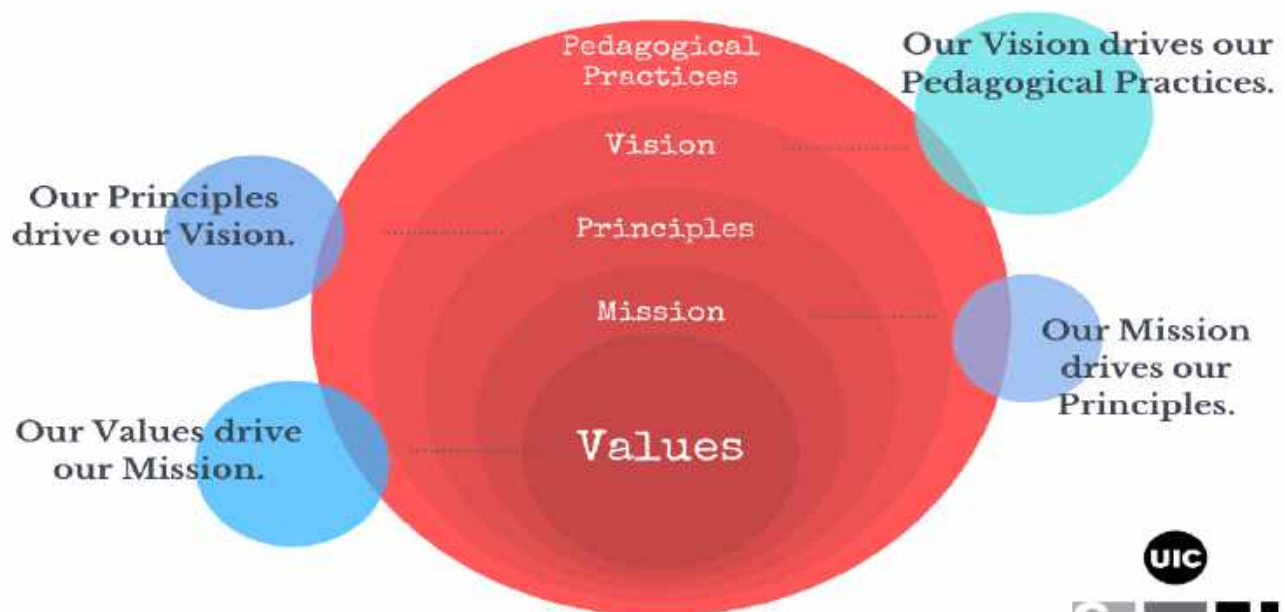 Pedagogical
Practices
Our Vision drives our
Pedagogical Practices.
Vision
Our Principles
drive our Vision.
Principles
Mission
Our Mission
drives our
Principles.
Our Values drive
our Mission.
Values
UIC